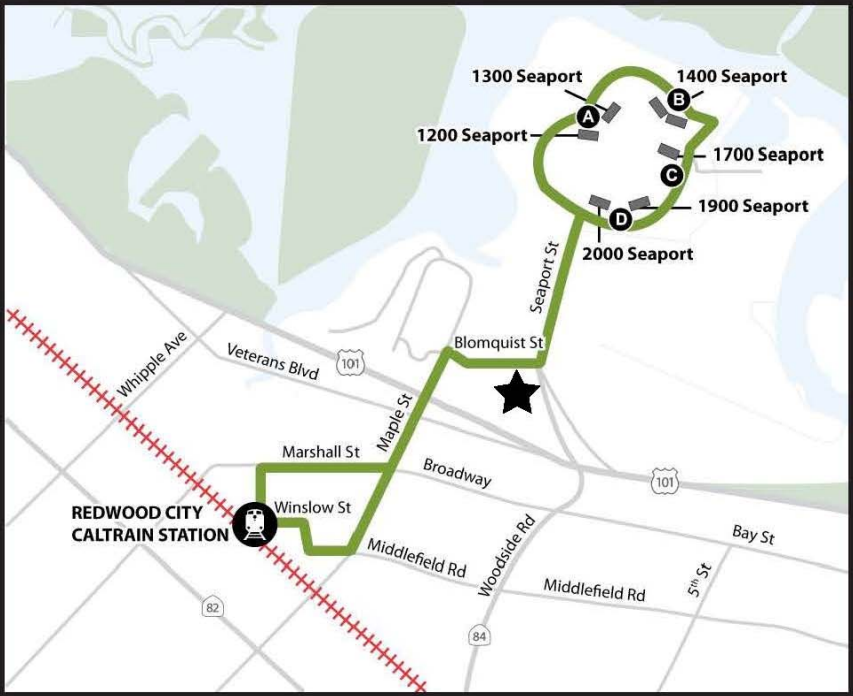 1300 Seaport
1400 Seaport
B
A
1200 Seaport
1700 Seaport
C
1900 Seaport
D
2000 Seaport
Seaport St
Blomquist St
101
Whipple Ave
Veterans Blvd
Maple St
Marshall St
Broadway
101
REDWOOD CITY
CALTRAIN STATION
Winslow St
Woodside Rd
Bay St
Middlefield Rd
5th St
Middlefield Rd
82
84